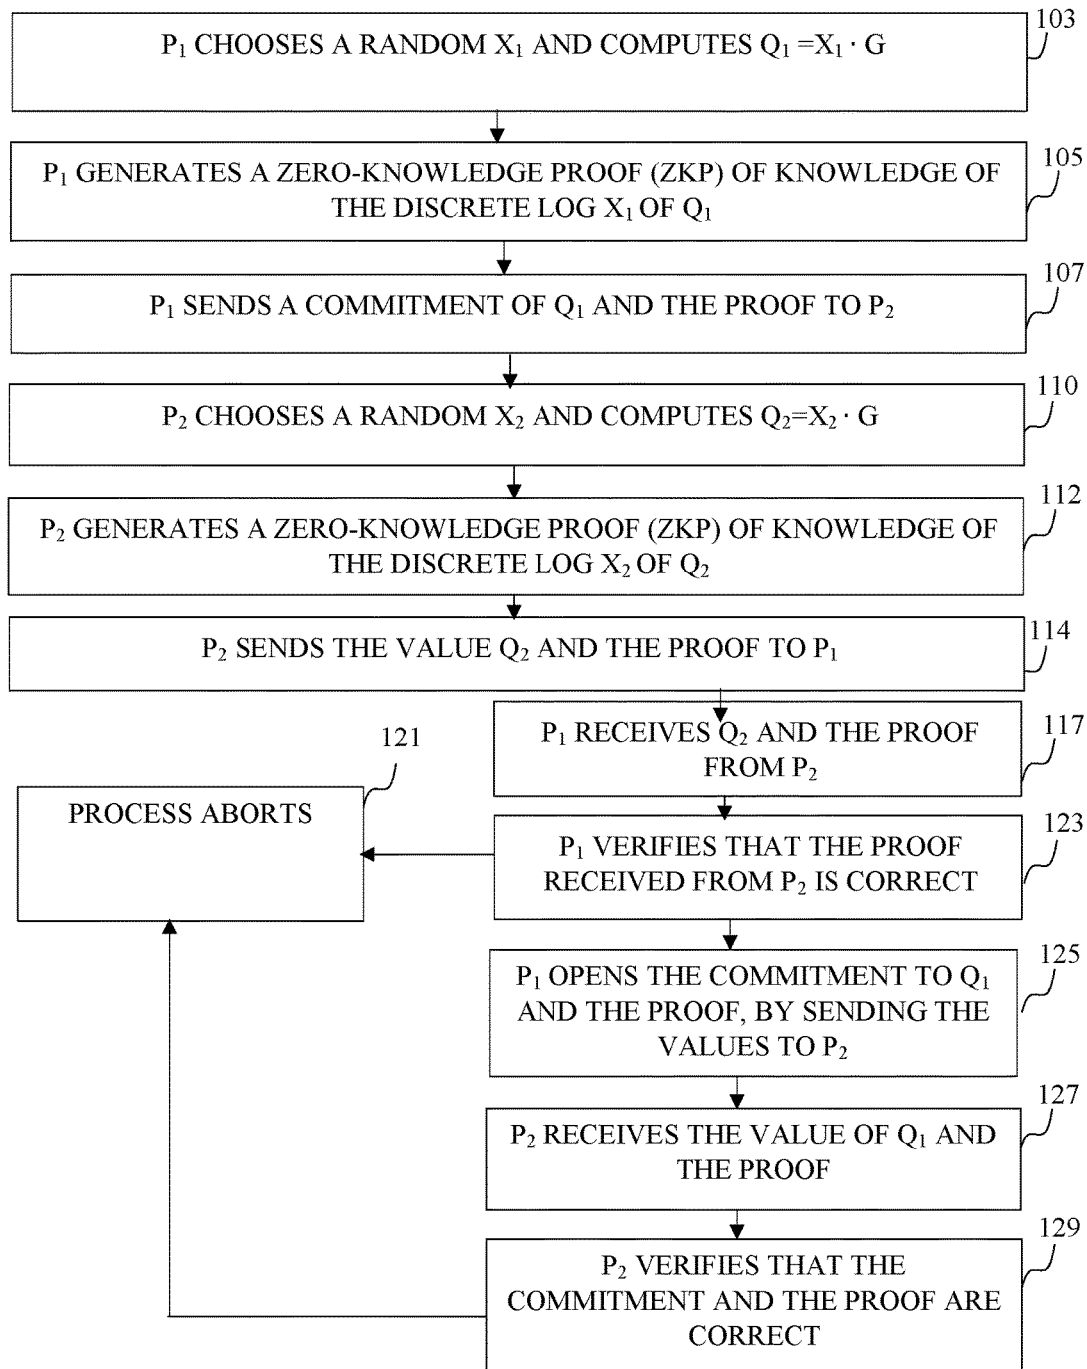 P₁ CHOOSES A RANDOM X₁ AND COMPUTES Q₁ =X₁ · G
103
P₁ GENERATES A ZERO-KNOWLEDGE PROOF (ZKP) OF KNOWLEDGE OF
THE DISCRETE LOG X₁ OF Q₁
105
P₁ SENDS A COMMITMENT OF Q₁ AND THE PROOF TO P₂
107
P₂ CHOOSES A RANDOM X₂ AND COMPUTES Q₂=X₂ · G
110
P₂ GENERATES A ZERO-KNOWLEDGE PROOF (ZKP) OF KNOWLEDGE OF
THE DISCRETE LOG X₂ OF Q₂
112
P₂ SENDS THE VALUE Q₂ AND THE PROOF TO P₁
114
P₁ RECEIVES Q₂ AND THE PROOF
FROM P₂
117
121
PROCESS ABORTS
P₁ VERIFIES THAT THE PROOF
RECEIVED FROM P₂ IS CORRECT
123
P₁ OPENS THE COMMITMENT TO Q₁
AND THE PROOF, BY SENDING THE
VALUES TO P₂
125
P₂ RECEIVES THE VALUE OF Q₁ AND
THE PROOF
127
P₂ VERIFIES THAT THE
COMMITMENT AND THE PROOF ARE
CORRECT
129